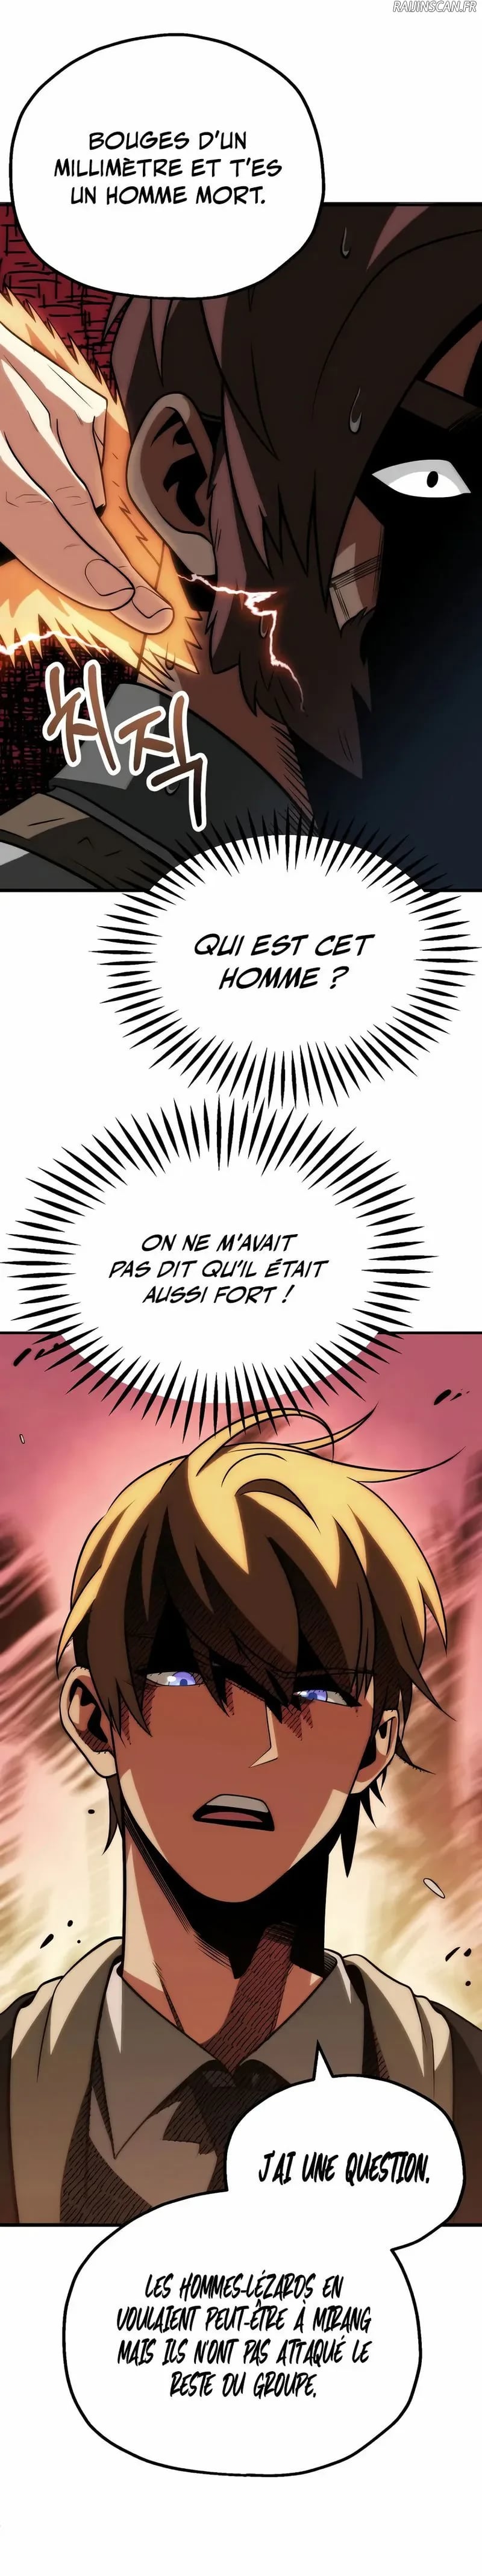 RAIJINSCAN.FR
BOUGES D'UN
MILLIMÈTRE ET T'ES
UN HOMME MORT.
치직
QUI EST CET
HOMME ?
ON NE M'AVAIT
PAS DIT QU'IL ÉTAIT
AUSSI FORT !
J'AI UNE QUESTION.
LES HOMMES-LÉZARDS EN
VOULAIENT PEUT-ÊTRE À MIRANG
MAIS ILS N'ONT PAS ATTAQUÉ LE
RESTE DU GROUPE.